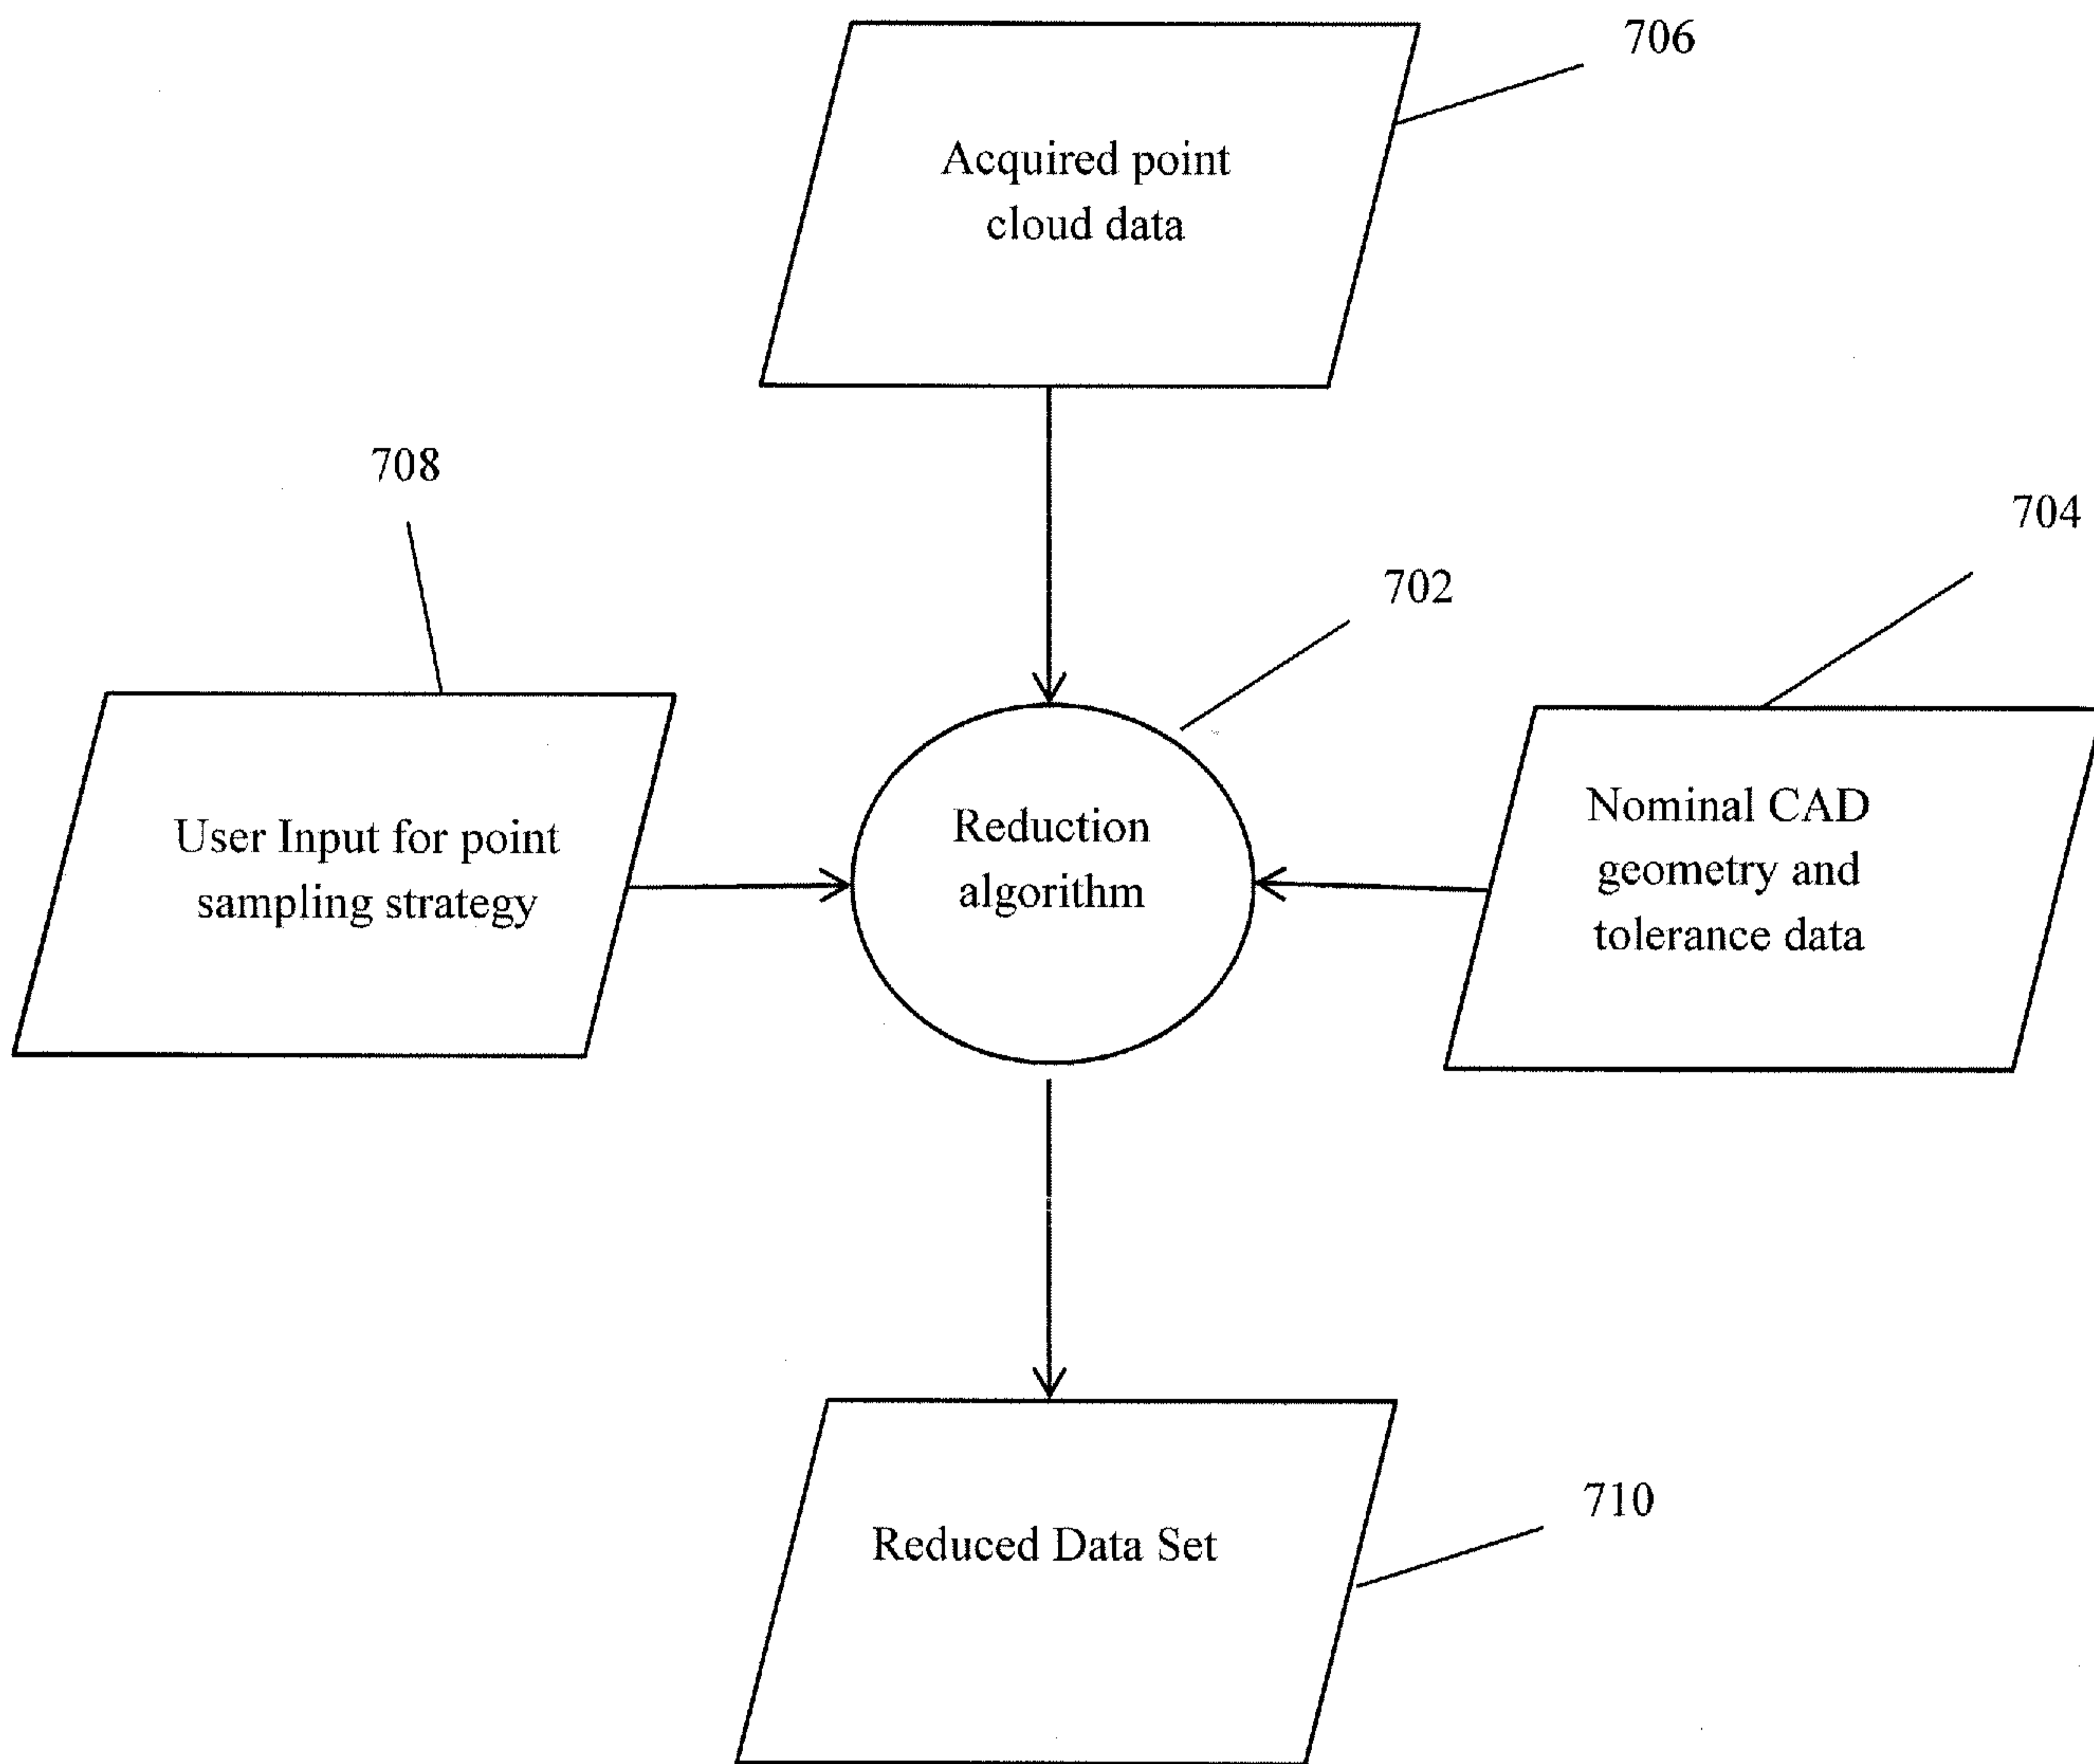 706
Acquired point
cloud data
708
704
702
User Input for point
sampling strategy
Reduction
algorithm
Nominal CAD
geometry and
tolerance data
710
Reduced Data Set